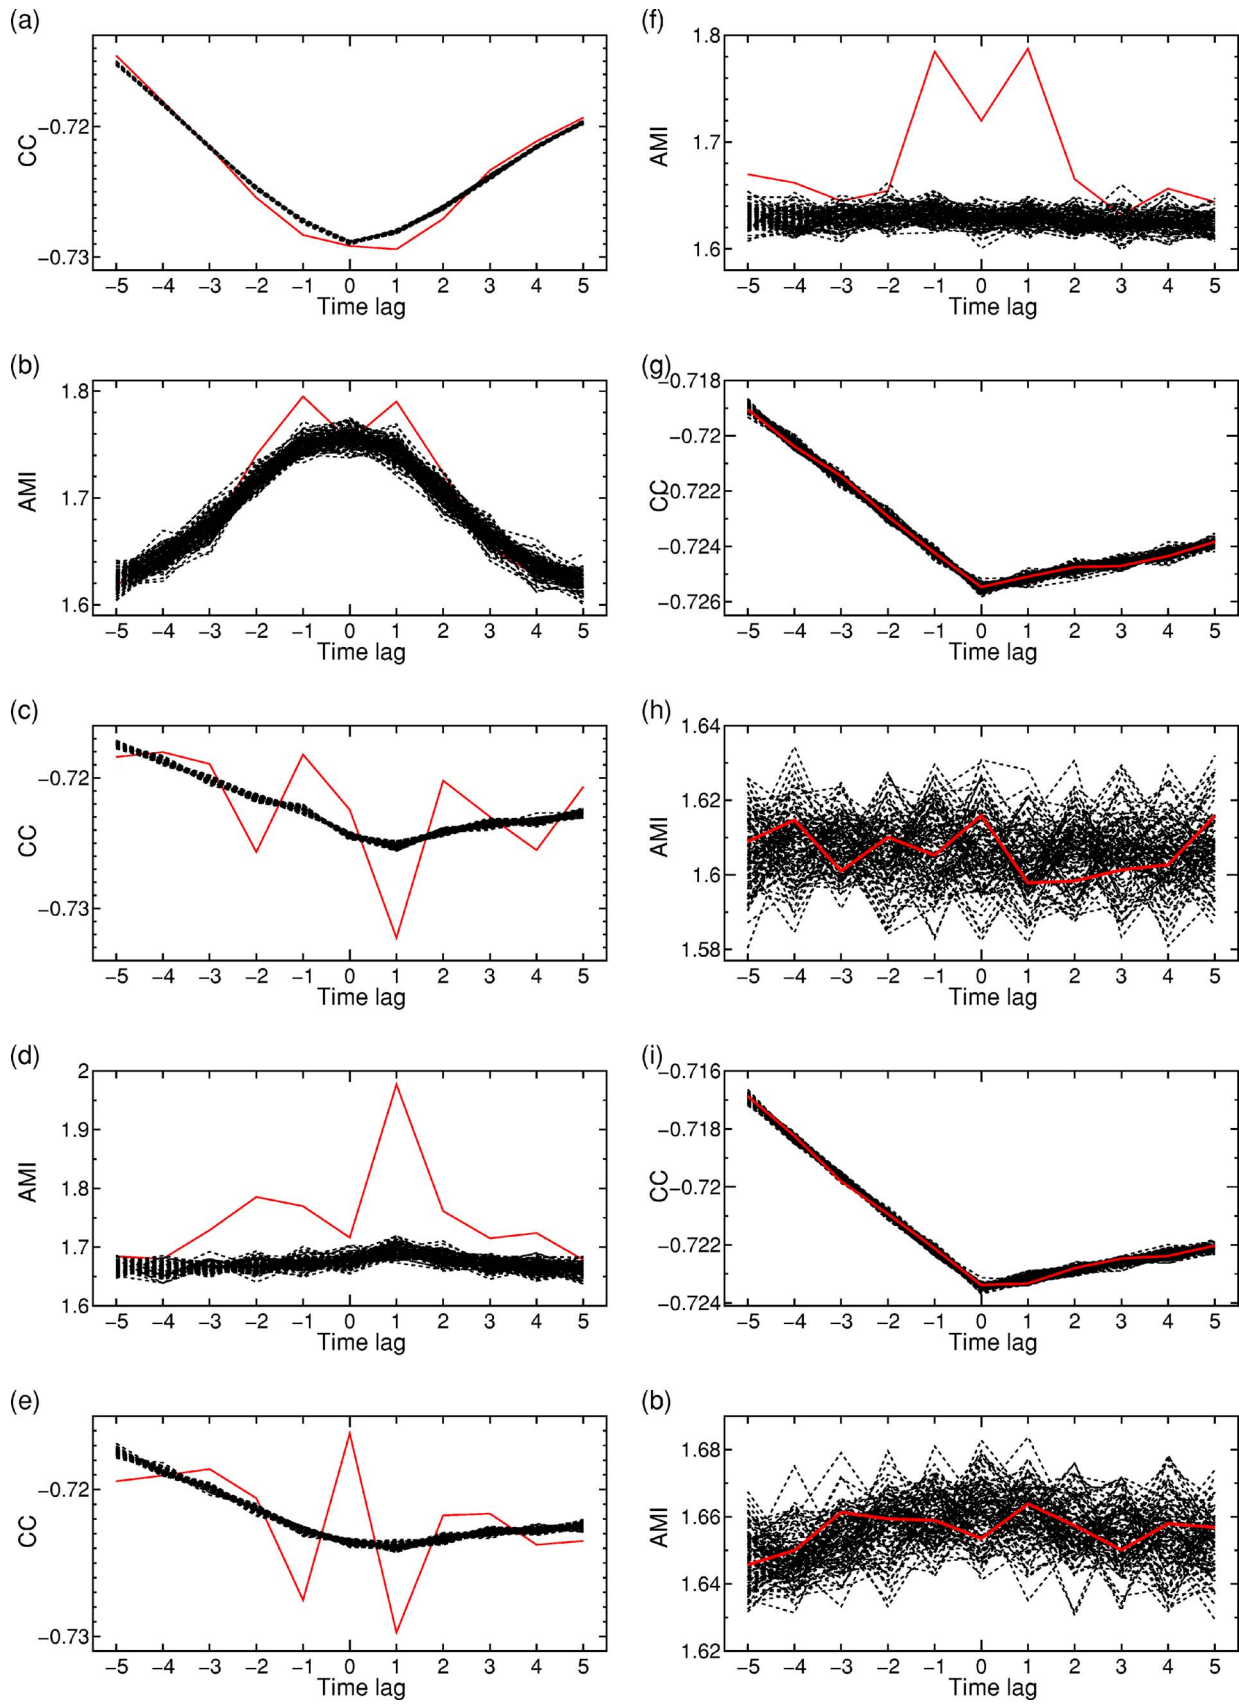 (a)
CC
−0.72
−0.73
−5 −4 −3 −2 −1 0 1 2 3 4 5
Time lag
(b)
AMI
1.8
1.7
1.6
−5 −4 −3 −2 −1 0 1 2 3 4 5
Time lag
(c)
CC
−0.72
−0.73
−5 −4 −3 −2 −1 0 1 2 3 4 5
Time lag
(d)
AMI
2
1.9
1.8
1.7
1.6
−5 −4 −3 −2 −1 0 1 2 3 4 5
Time lag
(e)
CC
−0.72
−0.73
−5 −4 −3 −2 −1 0 1 2 3 4 5
Time lag
(f)
AMI
1.8
1.7
1.6
−5 −4 −3 −2 −1 0 1 2 3 4 5
Time lag
(g)
CC
−0.718
−0.72
−0.722
−0.724
−0.726
−5 −4 −3 −2 −1 0 1 2 3 4 5
Time lag
(h)
AMI
1.64
1.62
1.6
1.58
−5 −4 −3 −2 −1 0 1 2 3 4 5
Time lag
(i)
CC
−0.716
−0.718
−0.72
−0.722
−0.724
−5 −4 −3 −2 −1 0 1 2 3 4 5
Time lag
(b)
AMI
1.68
1.66
1.64
1.62
−5 −4 −3 −2 −1 0 1 2 3 4 5
Time lag